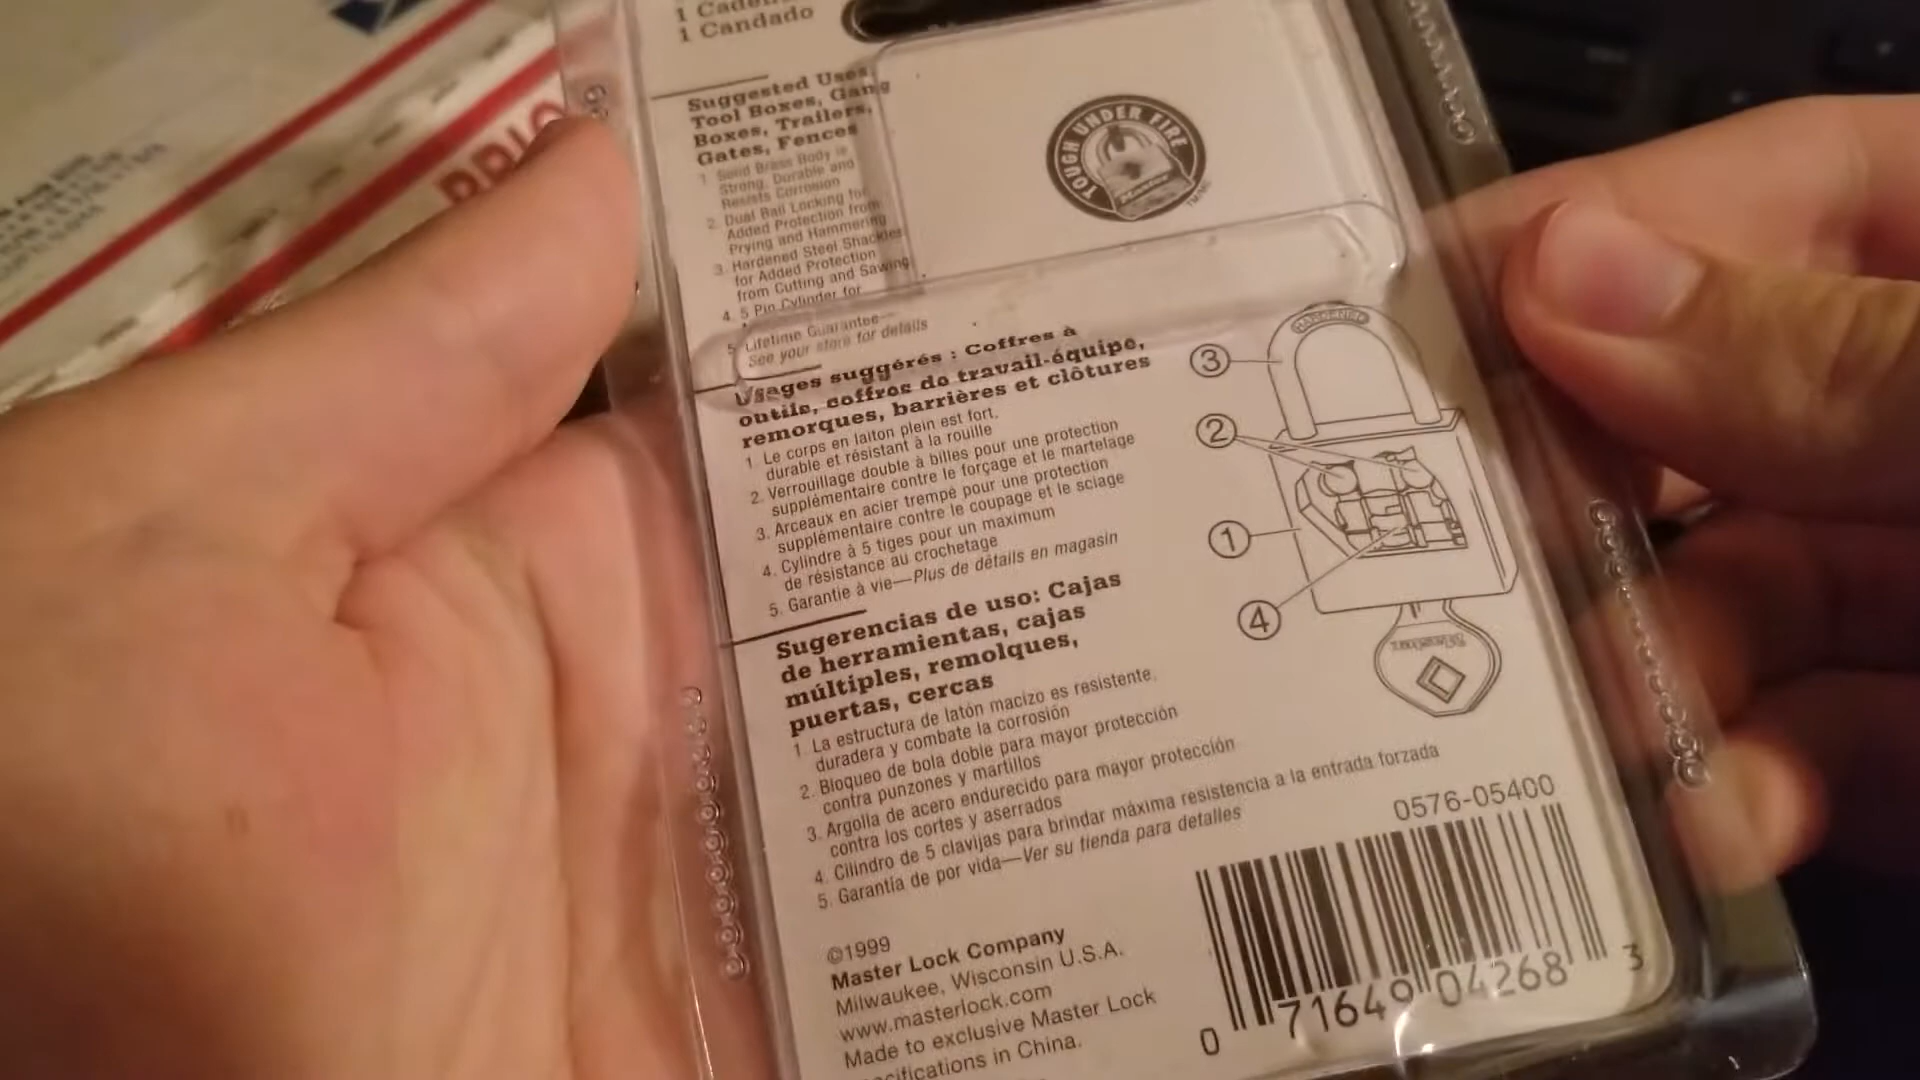 1 Candado
Suggested Uses:
Tool Boxes, Gang
Boxes, Trailers,
Gates, Fences
1. Solid Brass Body is
Strong, Durable and
Resists Corrosion
2. Dual Ball Locking for
Added Protection from
Prying and Hammering
3. Hardened Steel Shackles
for Added Protection
from Cutting and Sawing
4. 5 Pin Cylinder for
5. Lifetime Guarantee—
See your store for details
TOUGH UNDER FIRE
Master
TM/MC
Usages suggérés : Coffres à
outils, coffres de travail-équipe,
remorques, barrières et clôtures
1. Le corps en laiton plein est fort,
durable et résistant à la rouille
2. Verrouillage double à billes pour une protection
supplémentaire contre le forçage et le martelage
3. Arceaux en acier trempé pour une protection
supplémentaire contre le coupage et le sciage
4. Cylindre à 5 tiges pour un maximum
de résistance au crochetage
5. Garantie à vie—Plus de détails en magasin
HARDENED
3
2
1
4
Master
Sugerencias de uso: Cajas
de herramientas, cajas
múltiples, remolques,
puertas, cercas
1. La estructura de latón macizo es resistente,
duradera y combate la corrosión
2. Bloqueo de bola doble para mayor protección
contra punzones y martillos
3. Argolla de acero endurecido para mayor protección
contra los cortes y aserrados
4. Cilindro de 5 clavijas para brindar máxima resistencia a la entrada forzada
5. Garantía de por vida—Ver su tienda para detalles
©1999
Master Lock Company
Milwaukee, Wisconsin U.S.A.
www.masterlock.com
Made to exclusive Master Lock
in China.
0576-05400
0 71649 04268 3